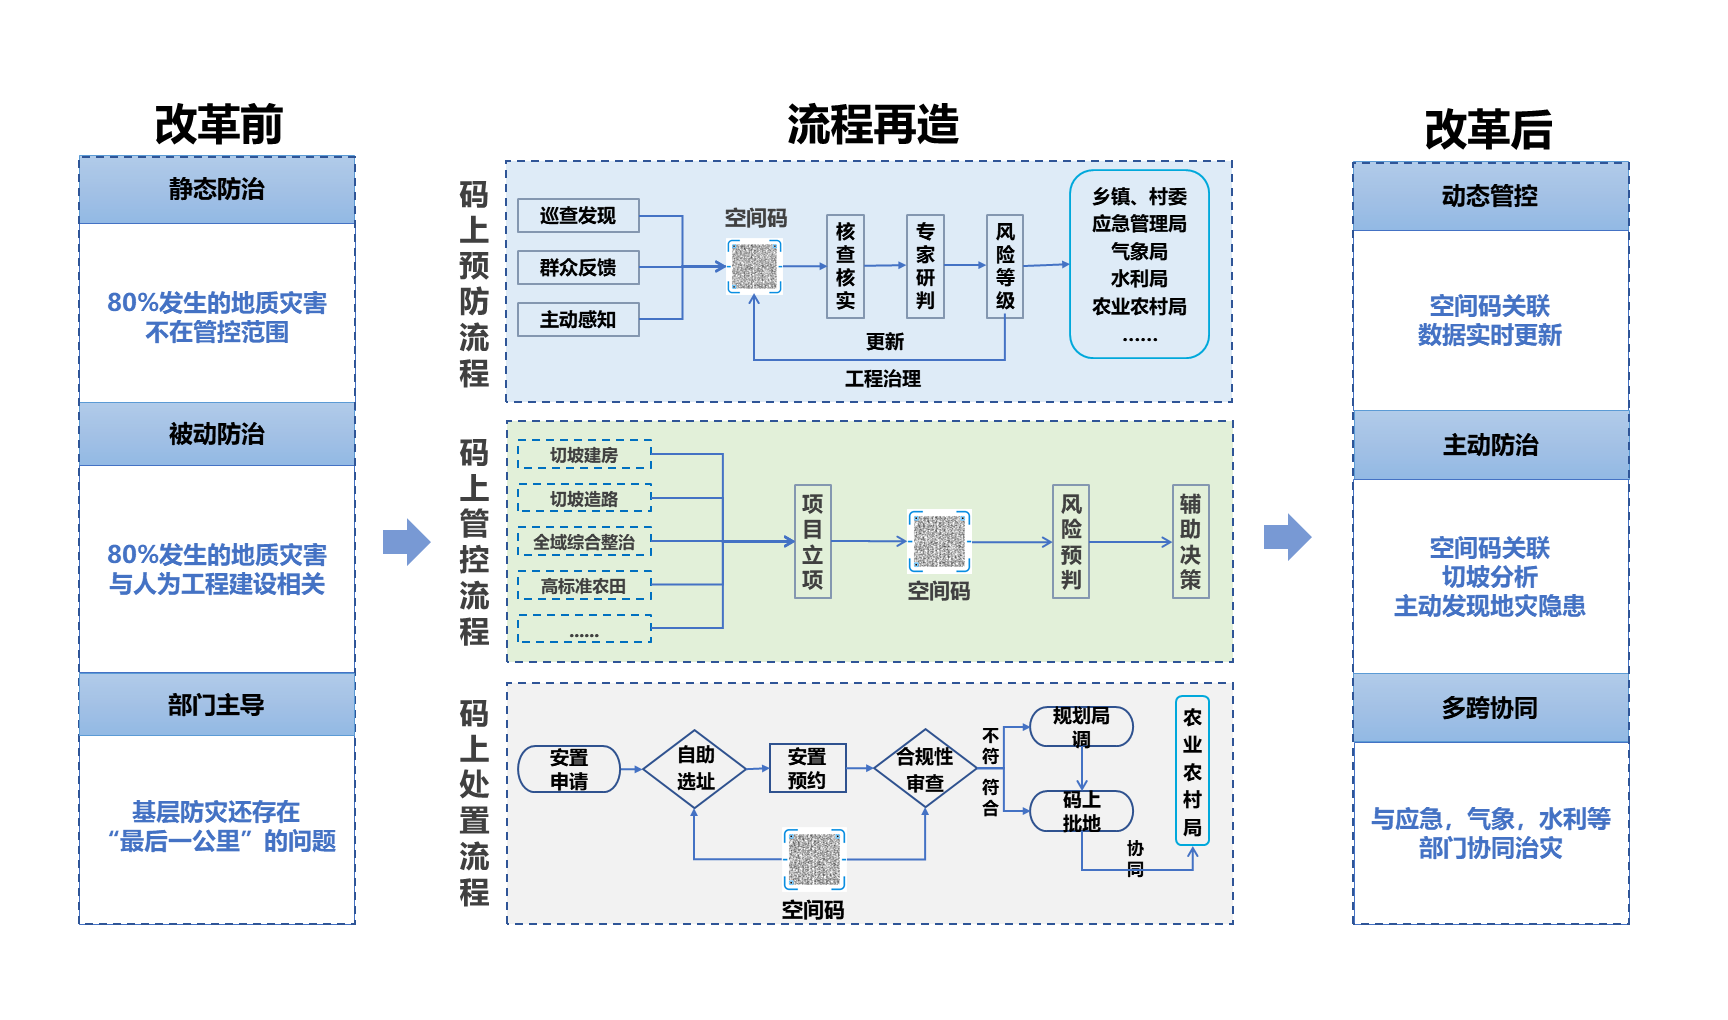 改革前
静态防治
80%发生的地质灾害
不在管控范围
被动防治
80%发生的地质灾害
与人为工程建设相关
部门主导
基层防灾还存在
“最后一公里”的问题
流程再造
码上预防流程
巡查发现
群众反馈
主动感知
空间码
核查核实
专家研判
风险等级
乡镇、村委
应急管理局
气象局
水利局
农业农村局
......
更新
工程治理
码上管控流程
切坡建房
切坡造路
全域综合整治
高标准农田
......
项目立项
空间码
风险预判
辅助决策
码上处置流程
安置
申请
自助
选址
安置
预约
合规性
审查
不符
符合
规划局
调
码上
批地
协同
农业农村局
空间码
改革后
动态管控
空间码关联
数据实时更新
主动防治
空间码关联
切坡分析
主动发现地灾隐患
多跨协同
与应急，气象，水利等
部门协同治灾